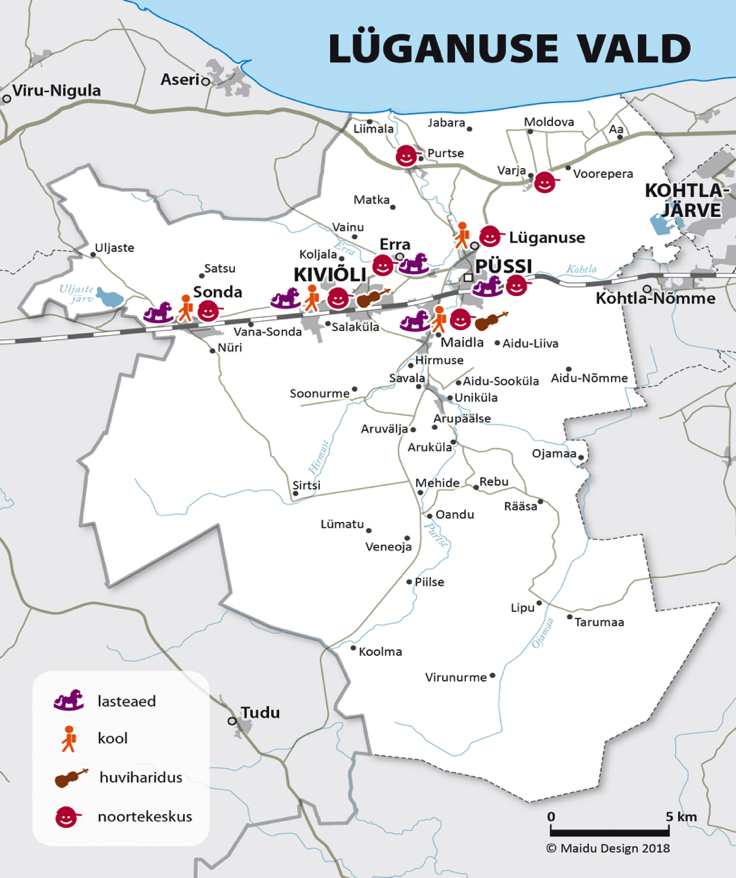 LÜGANUSE VALD
Aseri
Viru-Nigula
Liimala
Jabara
Moldova
Aa
Purtse
Varja
Voorepera
KOHTLA-
JÄRVE
Matka
Vainu
Erra
Erra
Lüganuse
Uljaste
Koljala
Satsu
KIVIÕLI
PÜSSI
Kohtla
Uljaste
järv
Sonda
Kohtla-Nõmme
Vana-Sonda
Salaküla
Nüri
Maidla
Aidu-Liiva
Hirmuse
Savala
Aidu-Sooküla
Aidu-Nõmme
Soonurme
Uniküla
Arupäälse
Aruvälja
Aruküla
Hirmuse
Ojamaa
Sirtsi
Mehide
Rebu
Rääsa
Oandu
Lümatu
Purtse
Veneoja
Piilse
Lipu
Tarumaa
Ojamaa
Koolma
Virunurme
Tudu
lasteaed
kool
huviharidus
noortekeskus
0 5 km
© Maidu Design 2018